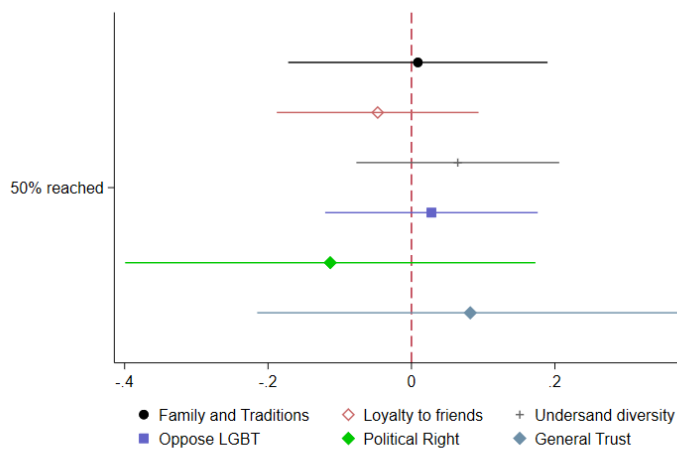 50% reached
-.4 -.2 0 .2
Family and Traditions Loyalty to friends Undersand diversity
Oppose LGBT Political Right General Trust